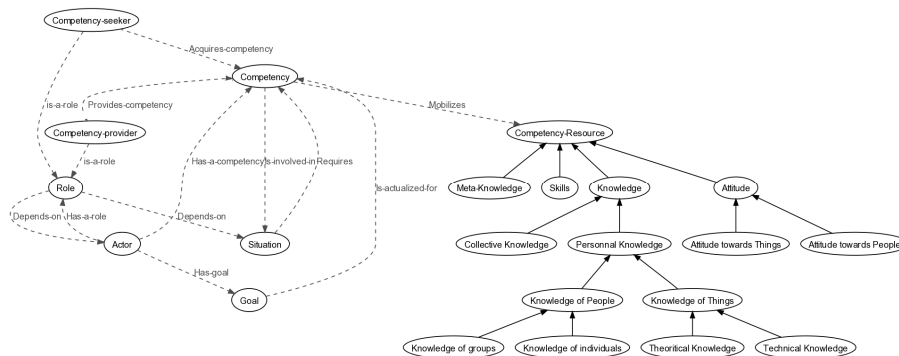 Competency-seeker
Acquires-competency
Competency
is-a-role
Provides-competency
Mobilizes
Competency-provider
Competency-Resource
is-a-role
Has-a-competency
Is-involved-in
Requires
Role
Meta-Knowledge
Skills
Knowledge
Attitude
Is-actualized-for
Depends-on
Has-a-role
Depends-on
Actor
Situation
Collective Knowledge
Personnal Knowledge
Attitude towards Things
Attitude towards People
Has-goal
Goal
Knowledge of People
Knowledge of Things
Knowledge of groups
Knowledge of individuals
Theoritical Knowledge
Technical Knowledge